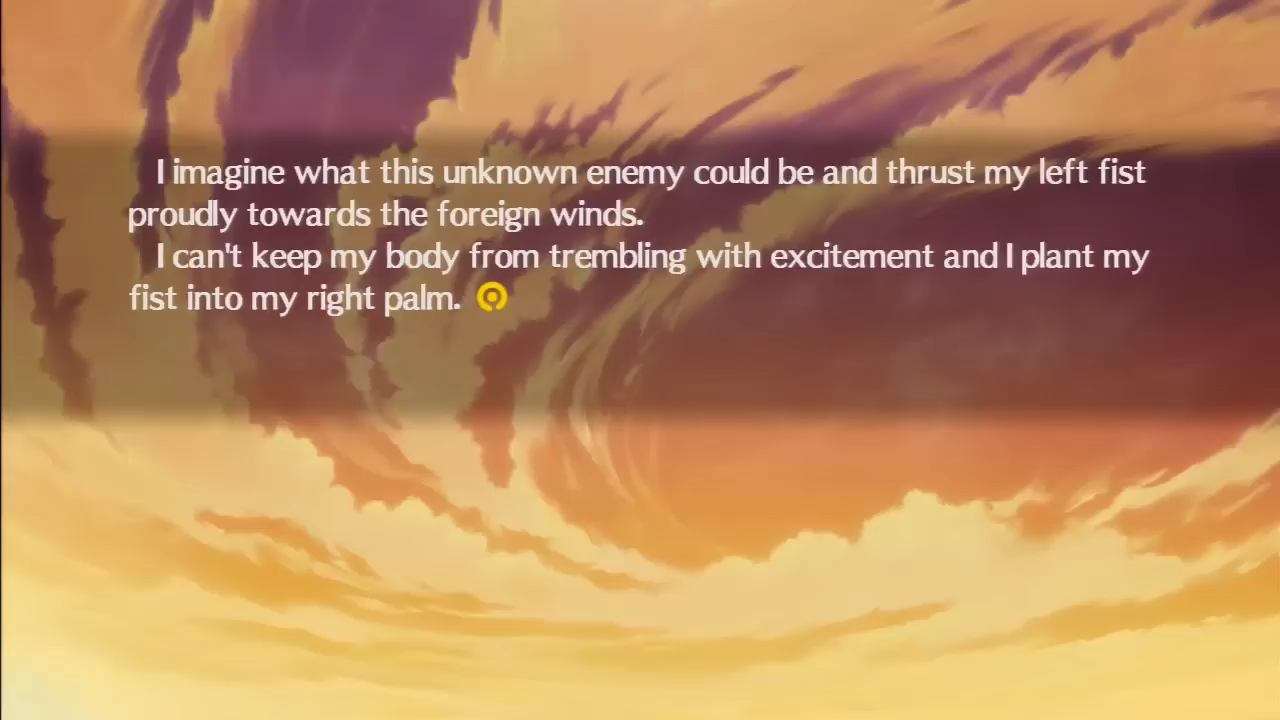 I imagine what this unknown enemy could be and thrust my left fist
proudly towards the foreign winds.
I can't keep my body from trembling with excitement and I plant my
fist into my right palm.